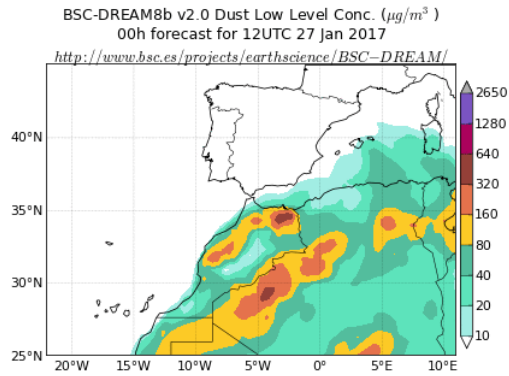 BSC-DREAM8b v2.0 Dust Low Level Conc. (µg/m³ )
00h forecast for 12UTC 27 Jan 2017
http://www.bsc.es/projects/earthscience/BSC−DREAM/
2650
1280
640
320
160
80
40
20
10
40°N
35°N
30°N
25°N
20°W
15°W
10°W
5°W
0°
5°E
10°E